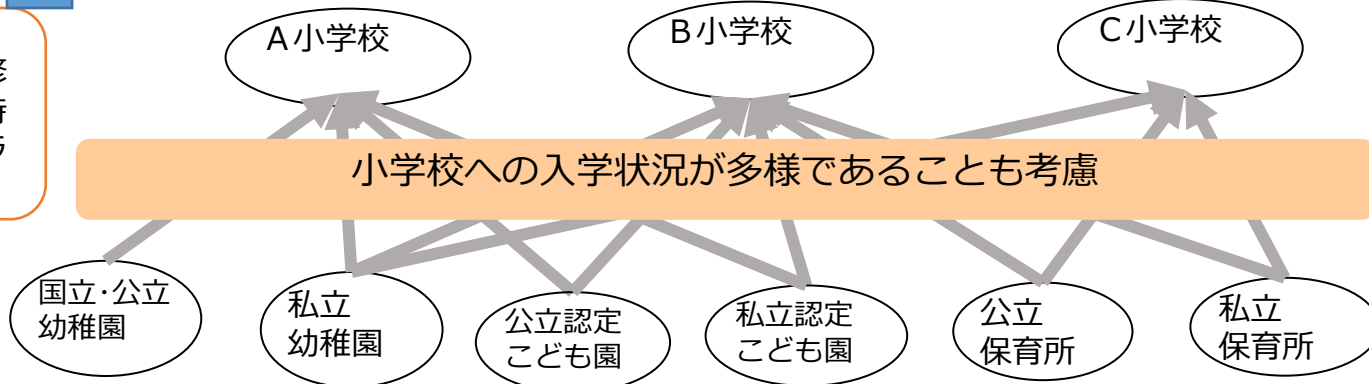 A小学校
B小学校
C小学校
時
小学校への入学状況が多様であることも考慮
国立・公立
幼稚園
私立
幼稚園
公立認定
こども園
私立認定
こども園
公立
保育所
私立
保育所